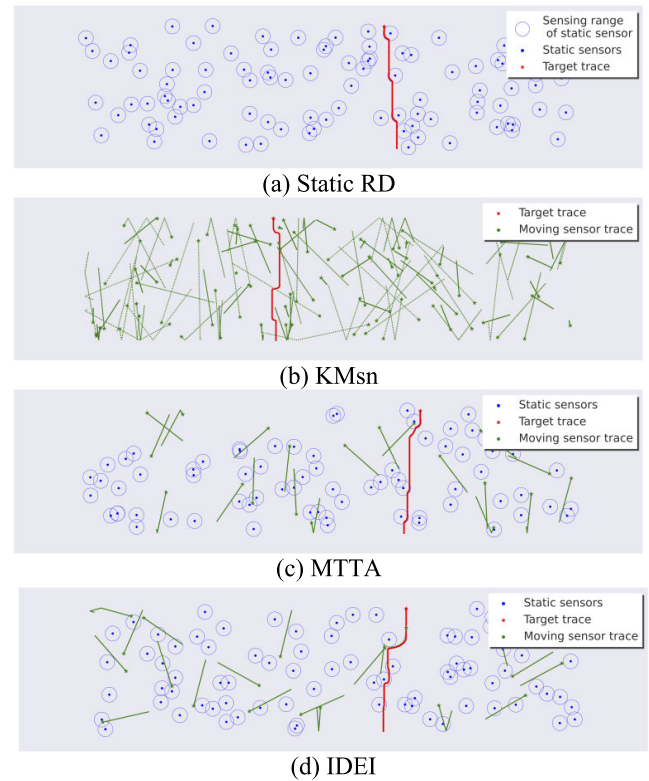 Sensing range
of static sensor
Static sensors
Target trace
(a) Static RD
Target trace
Moving sensor trace
(b) KMsn
Static sensors
Target trace
Moving sensor trace
(c) MTTA
Static sensors
Target trace
Moving sensor trace
(d) IDEI